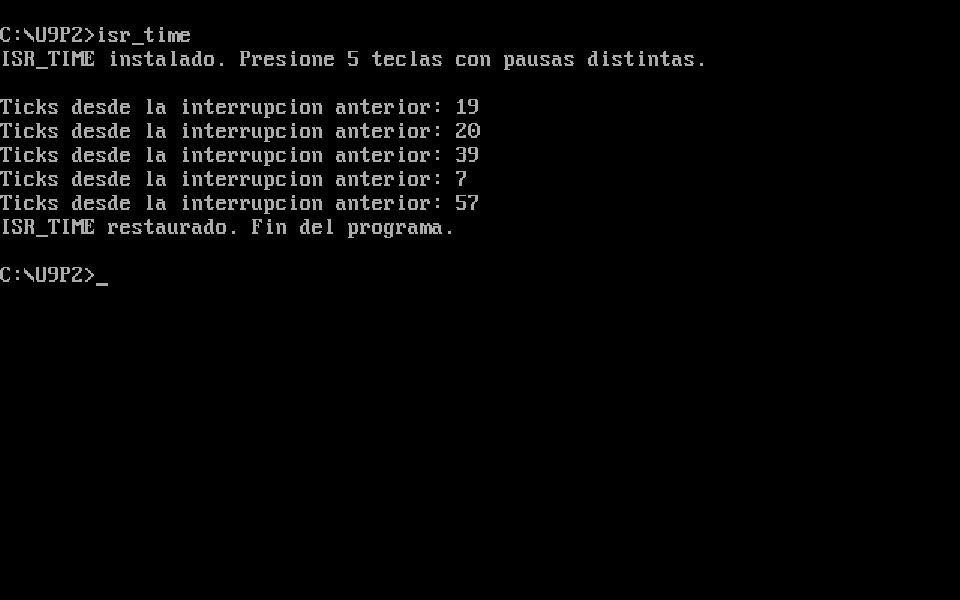 C:\U9P2>isr_time
ISR_TIME instalado. Presione 5 teclas con pausas distintas.
Ticks desde la interrupcion anterior: 19
Ticks desde la interrupcion anterior: 20
Ticks desde la interrupcion anterior: 39
Ticks desde la interrupcion anterior: 7
Ticks desde la interrupcion anterior: 57
ISR_TIME restaurado. Fin del programa.
C:\U9P2>_